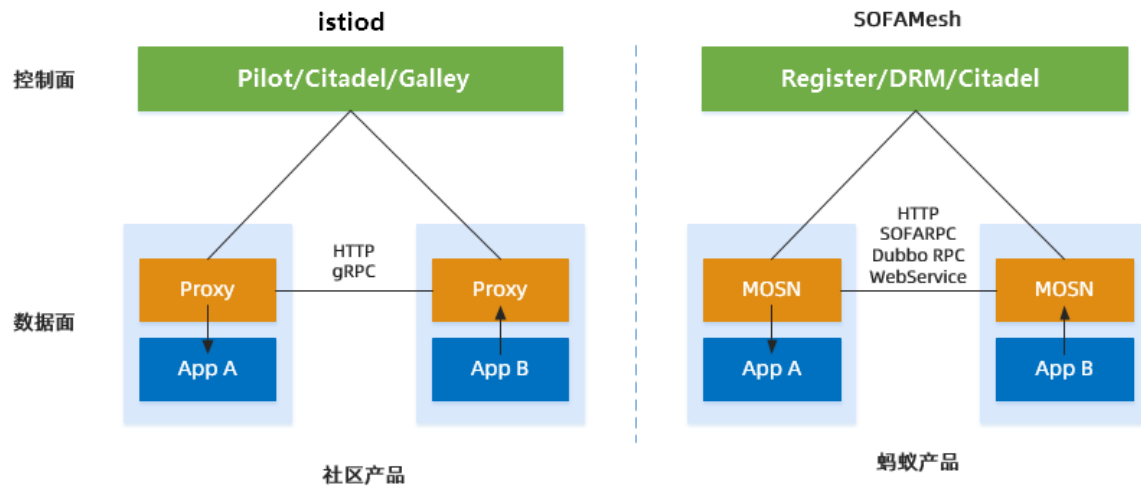 istiod
SOFAMesh
控制面
Pilot/Citadel/Galley
Register/DRM/Citadel
HTTP
gRPC
HTTP
SOFARPC
Dubbo RPC
WebService
数据面
Proxy
Proxy
MOSN
MOSN
App A
App B
App A
App B
社区产品
蚂蚁产品